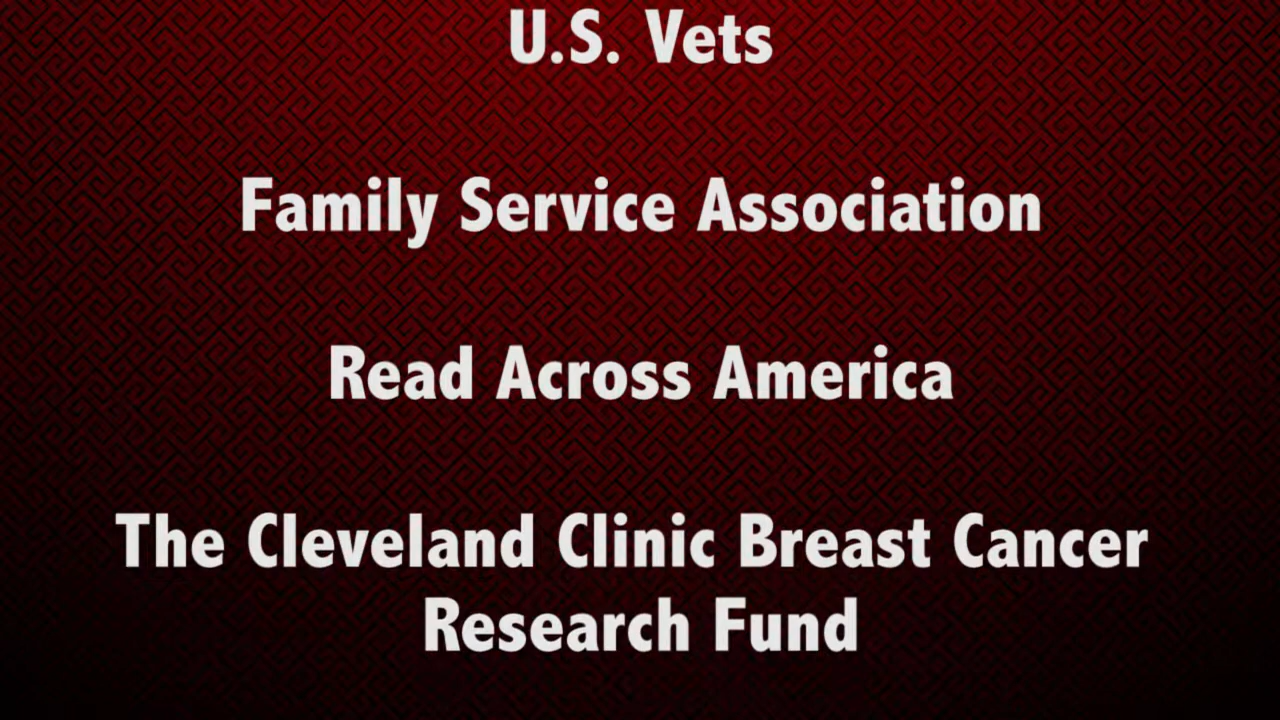 U.S. Vets
Family Service Association
Read Across America
The Cleveland Clinic Breast Cancer
Research Fund